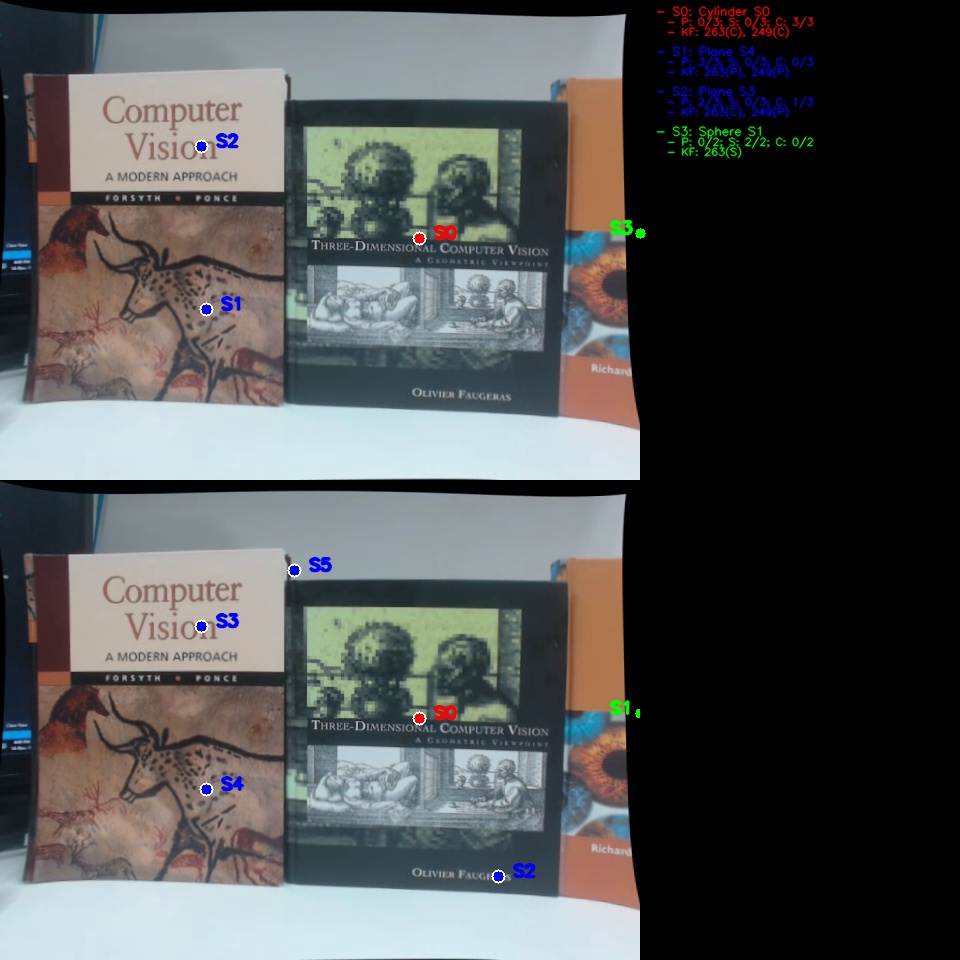 - S0: Cylinder S0
- P: 0/3; S: 0/3; C: 3/3
- KF: 263(C), 249(C)
- S1: Plane S4
- P: 3/3; S: 0/3; C: 0/3
- KF: 263(P), 249(P)
- S2: Plane S3
- P: 2/3; S: 0/3; C: 1/3
- KF: 263(C), 249(P)
- S3: Sphere S1
- P: 0/2; S: 2/2; C: 0/2
- KF: 263(S)
Computer
Vision
S2
A MODERN APPROACH
FORSYTH • PONCE
S1
S0
THREE-DIMENSIONAL COMPUTER VISION
A GEOMETRIC VIEWPOINT
OLIVIER FAUGERAS
S3
Richard
S5
Computer
Vision
S3
A MODERN APPROACH
FORSYTH • PONCE
S4
S0
THREE-DIMENSIONAL COMPUTER VISION
A GEOMETRIC VIEWPOINT
OLIVIER FAUGERAS
S2
S1
Richard